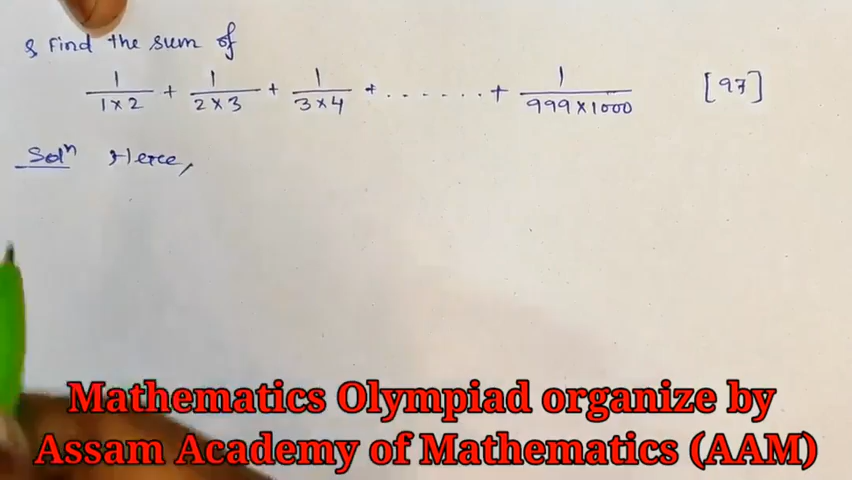 Q Find the sum of
1/1×2 + 1/2×3 + 1/3×4 + ....... + 1/999×1000 [97]
Solⁿ Here,
Mathematics Olympiad organize by
Assam Academy of Mathematics (AAM)